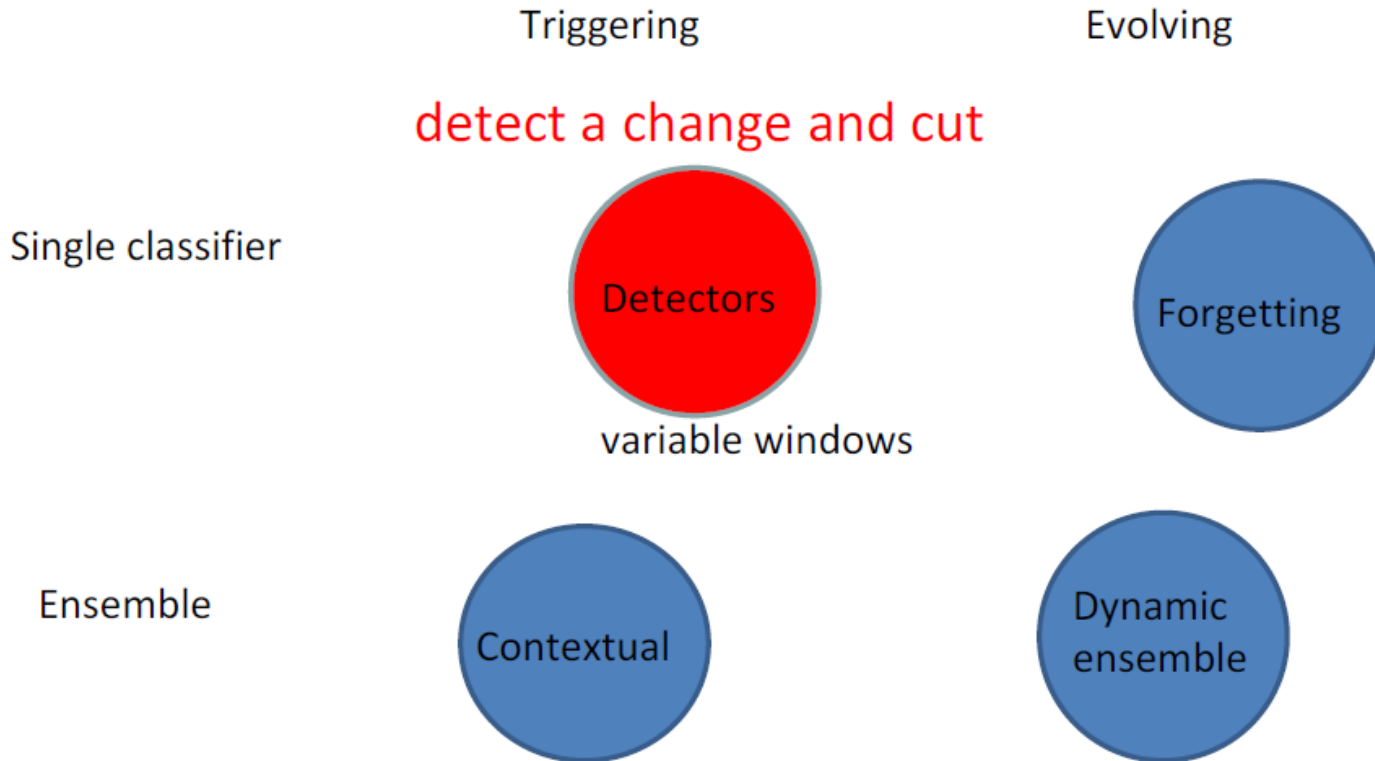 Triggering
Evolving
detect a change and cut
Single classifier
Detectors
Forgetting
variable windows
Ensemble
Contextual
Dynamic
ensemble